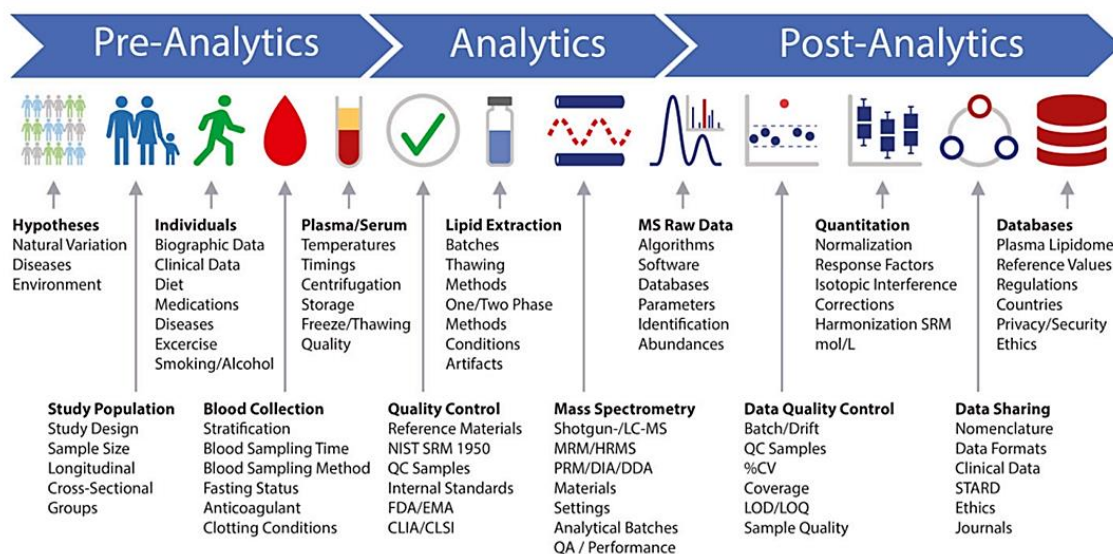 Pre-Analytics
Analytics
Post-Analytics
Hypotheses
Natural Variation
Diseases
Environment
Individuals
Biographic Data
Clinical Data
Diet
Medications
Diseases
Excercise
Smoking/Alcohol
Plasma/Serum
Temperatures
Timings
Centrifugation
Storage
Freeze/Thawing
Quality
Lipid Extraction
Batches
Thawing
Methods
One/Two Phase
Methods
Conditions
Artifacts
MS Raw Data
Algorithms
Software
Databases
Parameters
Identification
Abundances
Quantitation
Normalization
Response Factors
Isotopic Interference
Corrections
Harmonization SRM
mol/L
Databases
Plasma Lipidome
Reference Values
Regulations
Countries
Privacy/Security
Ethics
Study Population
Study Design
Sample Size
Longitudinal
Cross-Sectional
Groups
Blood Collection
Stratification
Blood Sampling Time
Blood Sampling Method
Fasting Status
Anticoagulant
Clotting Conditions
Quality Control
Reference Materials
NIST SRM 1950
QC Samples
Internal Standards
FDA/EMA
CLIA/CLSI
Mass Spectrometry
Shotgun-/LC-MS
MRM/HRMS
PRM/DIA/DDA
Materials
Settings
Analytical Batches
QA / Performance
Data Quality Control
Batch/Drift
QC Samples
%CV
Coverage
LOD/LOQ
Sample Quality
Data Sharing
Nomenclature
Data Formats
Clinical Data
STARD
Ethics
Journals